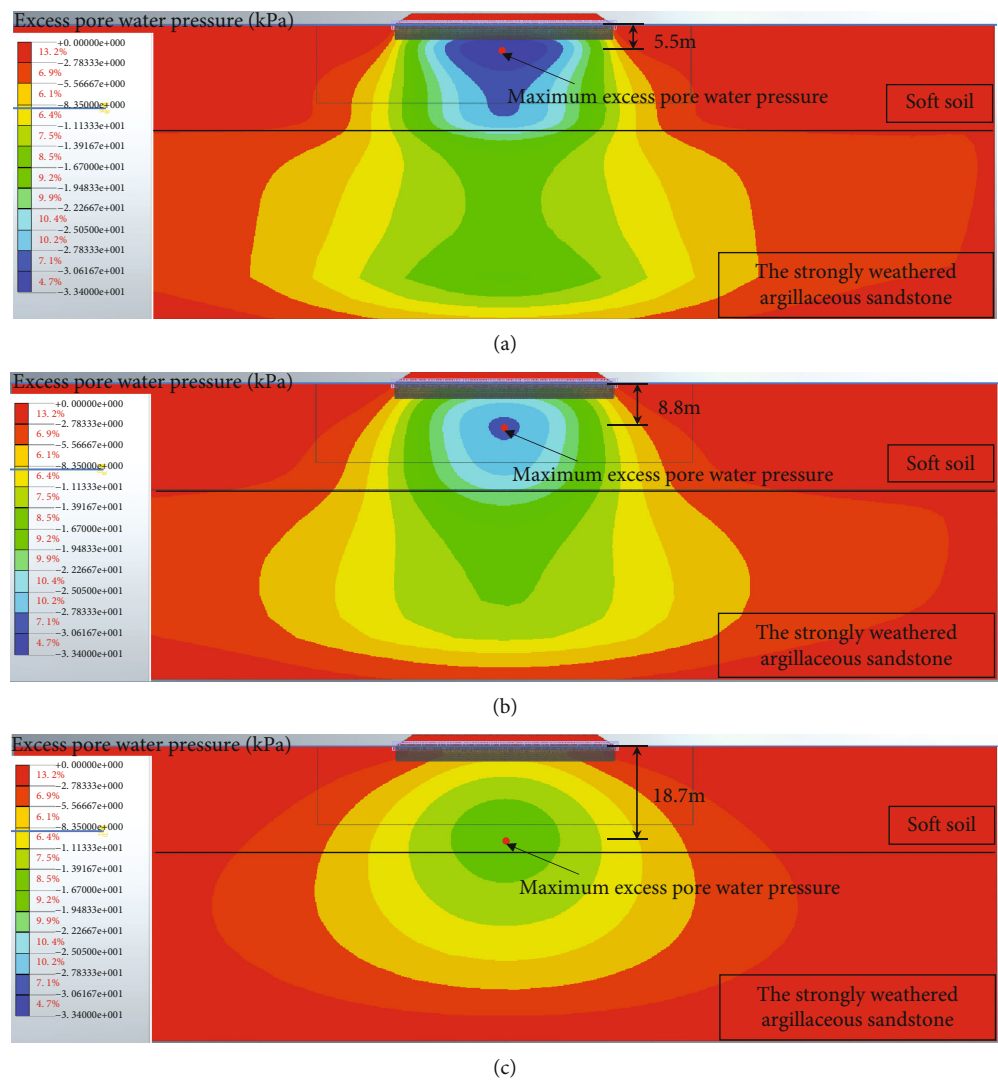 Excess pore water pressure (kPa)
+0.00000e+000
13.2%
-2.78333e+000
6.9%
-5.56667e+000
6.1%
-8.35000e+000
6.4%
-1.11333e+001
7.5%
-1.39167e+001
8.5%
-1.67000e+001
9.2%
-1.94833e+001
9.9%
-2.22667e+001
10.4%
-2.50500e+001
10.2%
-2.78333e+001
7.1%
-3.06167e+001
4.7%
-3.34000e+001
5.5m
Maximum excess pore water pressure
Soft soil
The strongly weathered
argillaceous sandstone
(a)
Excess pore water pressure (kPa)
+0.00000e+000
13.2%
-2.78333e+000
6.9%
-5.56667e+000
6.1%
-8.35000e+000
6.4%
-1.11333e+001
7.5%
-1.39167e+001
8.5%
-1.67000e+001
9.2%
-1.94833e+001
9.9%
-2.22667e+001
10.4%
-2.50500e+001
10.2%
-2.78333e+001
7.1%
-3.06167e+001
4.7%
-3.34000e+001
8.8m
Maximum excess pore water pressure
Soft soil
The strongly weathered
argillaceous sandstone
(b)
Excess pore water pressure (kPa)
+0.00000e+000
13.2%
-2.78333e+000
6.9%
-5.56667e+000
6.1%
-8.35000e+000
6.4%
-1.11333e+001
7.5%
-1.39167e+001
8.5%
-1.67000e+001
9.2%
-1.94833e+001
9.9%
-2.22667e+001
10.4%
-2.50500e+001
10.2%
-2.78333e+001
7.1%
-3.06167e+001
4.7%
-3.34000e+001
18.7m
Soft soil
Maximum excess pore water pressure
The strongly weathered
argillaceous sandstone
(c)